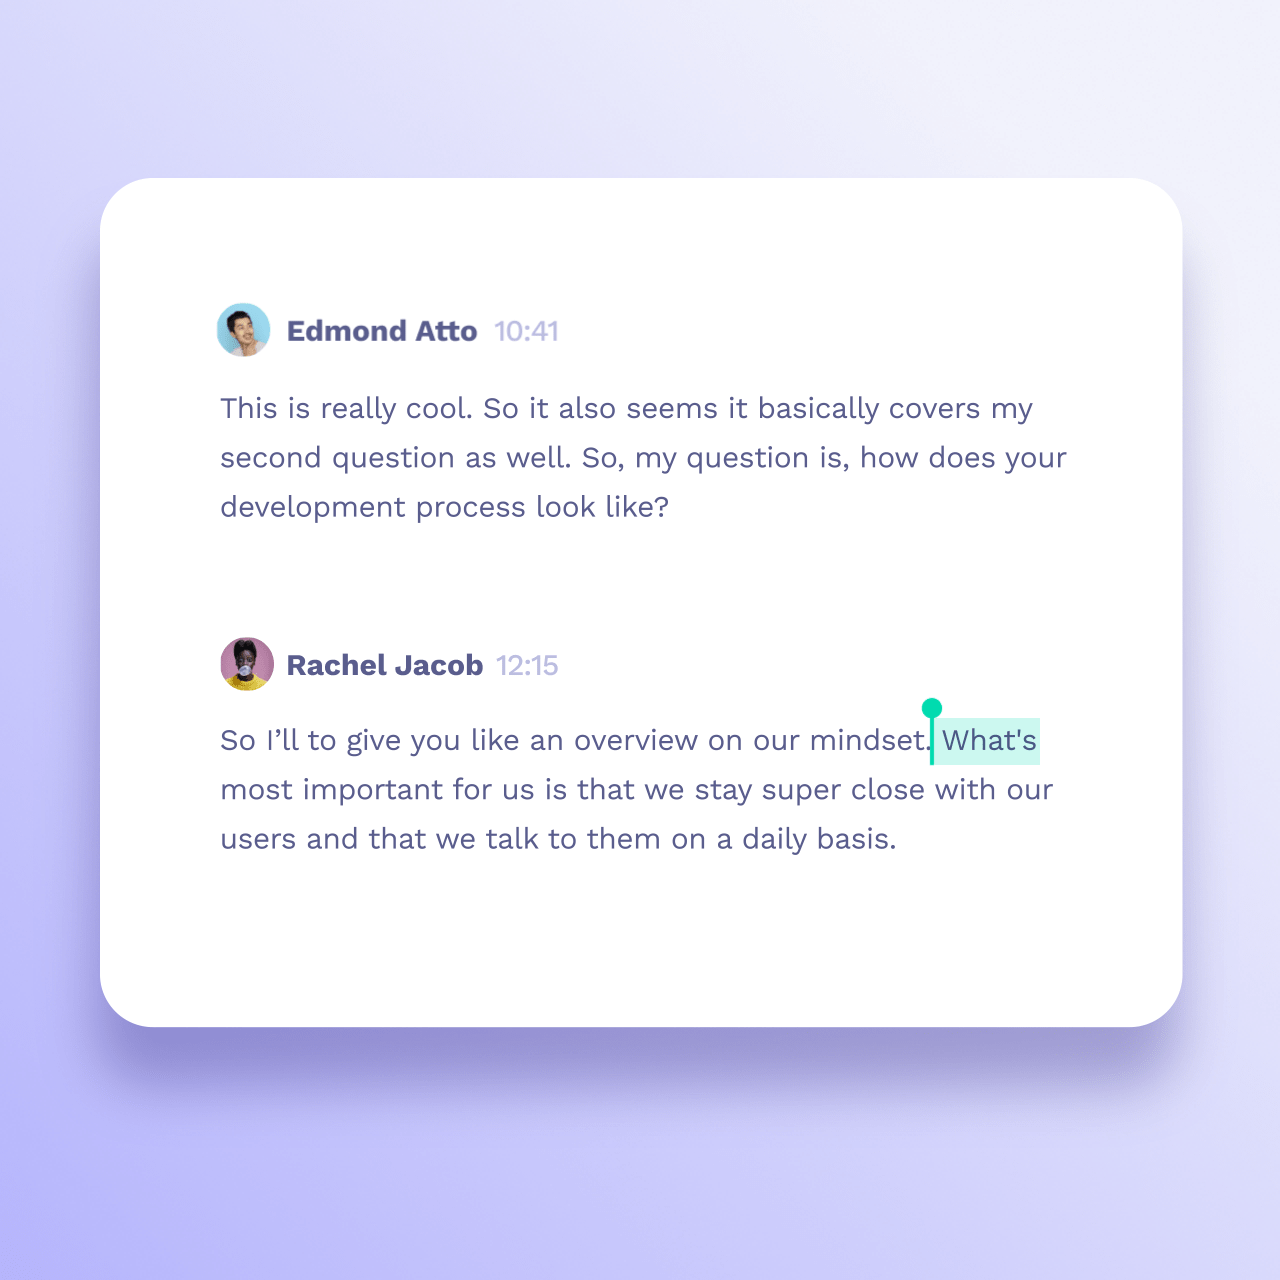 Edmond Atto 10:41
This is really cool. So it also seems it basically covers my
second question as well. So, my question is, how does your
development process look like?
Rachel Jacob 12:15
So I’ll to give you like an overview on our mindset. What's
most important for us is that we stay super close with our
users and that we talk to them on a daily basis.